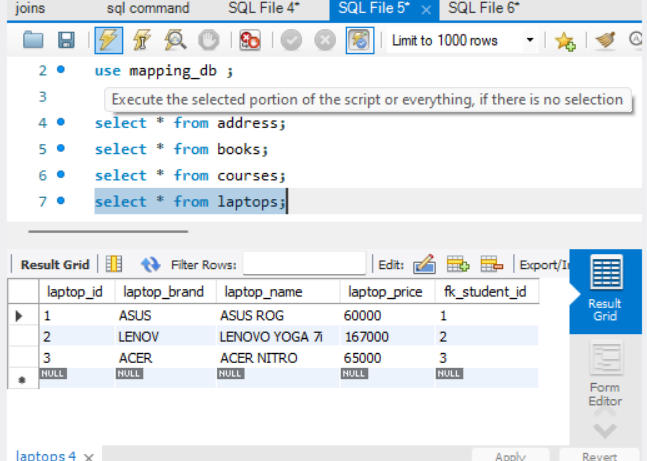 joins sql command SQL File 4* SQL File 5* × SQL File 6*
Limit to 1000 rows
2 use mapping_db ;
3
Execute the selected portion of the script or everything, if there is no selection
4 select * from address;
5 select * from books;
6 select * from courses;
7 select * from laptops;
Result Grid Filter Rows: Edit: Export/I
laptop_id laptop_brand laptop_name laptop_price fk_student_id
1 ASUS ASUS ROG 60000 1
2 LENOV LENOVO YOGA 7i 167000 2
3 ACER ACER NITRO 65000 3
NULL NULL NULL NULL NULL
Result
Grid
Form
Editor
laptops 4 × Apply Revert